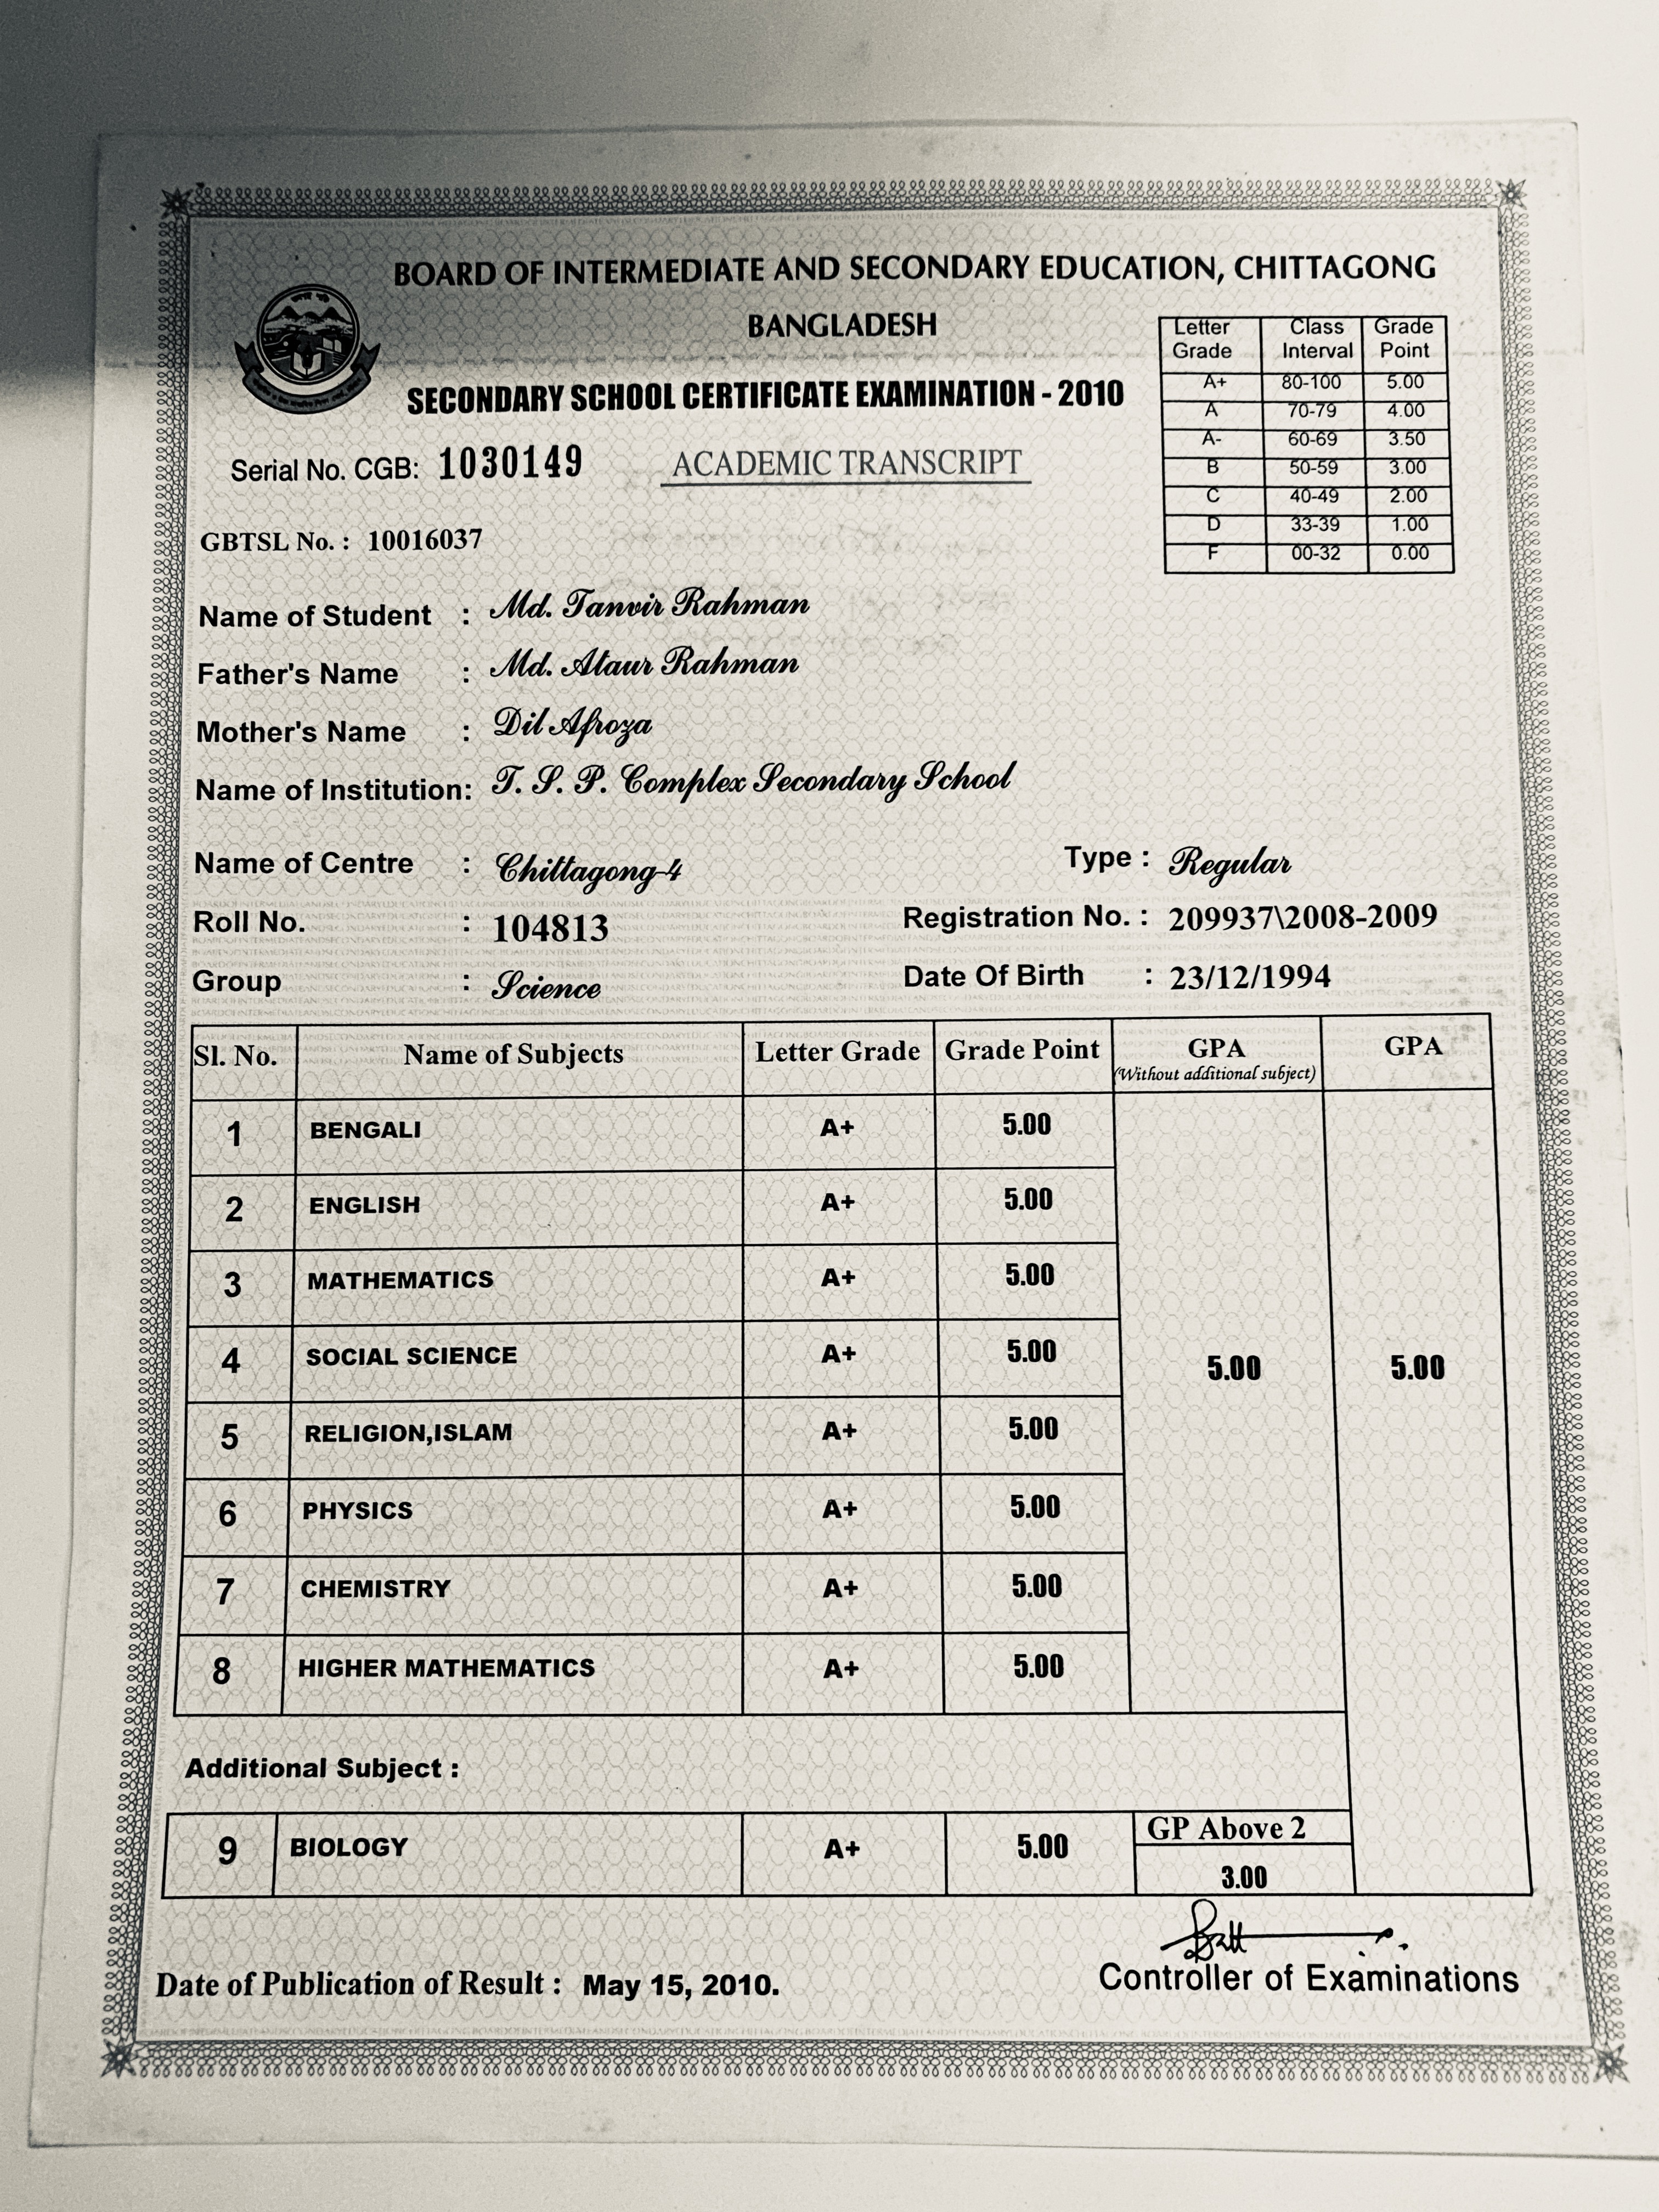 BOARD OF INTERMEDIATE AND SECONDARY EDUCATION, CHITTAGONG
BANGLADESH
SECONDARY SCHOOL CERTIFICATE EXAMINATION - 2010
Serial No. CGB: 1030149
ACADEMIC TRANSCRIPT
Letter Grade Class Interval Grade Point
A+ 80-100 5.00
A 70-79 4.00
A- 60-69 3.50
B 50-59 3.00
C 40-49 2.00
D 33-39 1.00
F 00-32 0.00
GBTSL No. : 10016037
Name of Student : Md. Tanvir Rahman
Father's Name : Md. Ataur Rahman
Mother's Name : Dil Afroza
Name of Institution: T. S. P. Complex Secondary School
Name of Centre : Chittagong-4 Type : Regular
Roll No. : 104813 Registration No. : 209937\2008-2009
Group : Science Date Of Birth : 23/12/1994
Sl. No. Name of Subjects Letter Grade Grade Point GPA (Without additional subject) GPA
1 BENGALI A+ 5.00
2 ENGLISH A+ 5.00
3 MATHEMATICS A+ 5.00
4 SOCIAL SCIENCE A+ 5.00 5.00 5.00
5 RELIGION,ISLAM A+ 5.00
6 PHYSICS A+ 5.00
7 CHEMISTRY A+ 5.00
8 HIGHER MATHEMATICS A+ 5.00
Additional Subject :
9 BIOLOGY A+ 5.00 GP Above 2
3.00
Date of Publication of Result : May 15, 2010.
Controller of Examinations